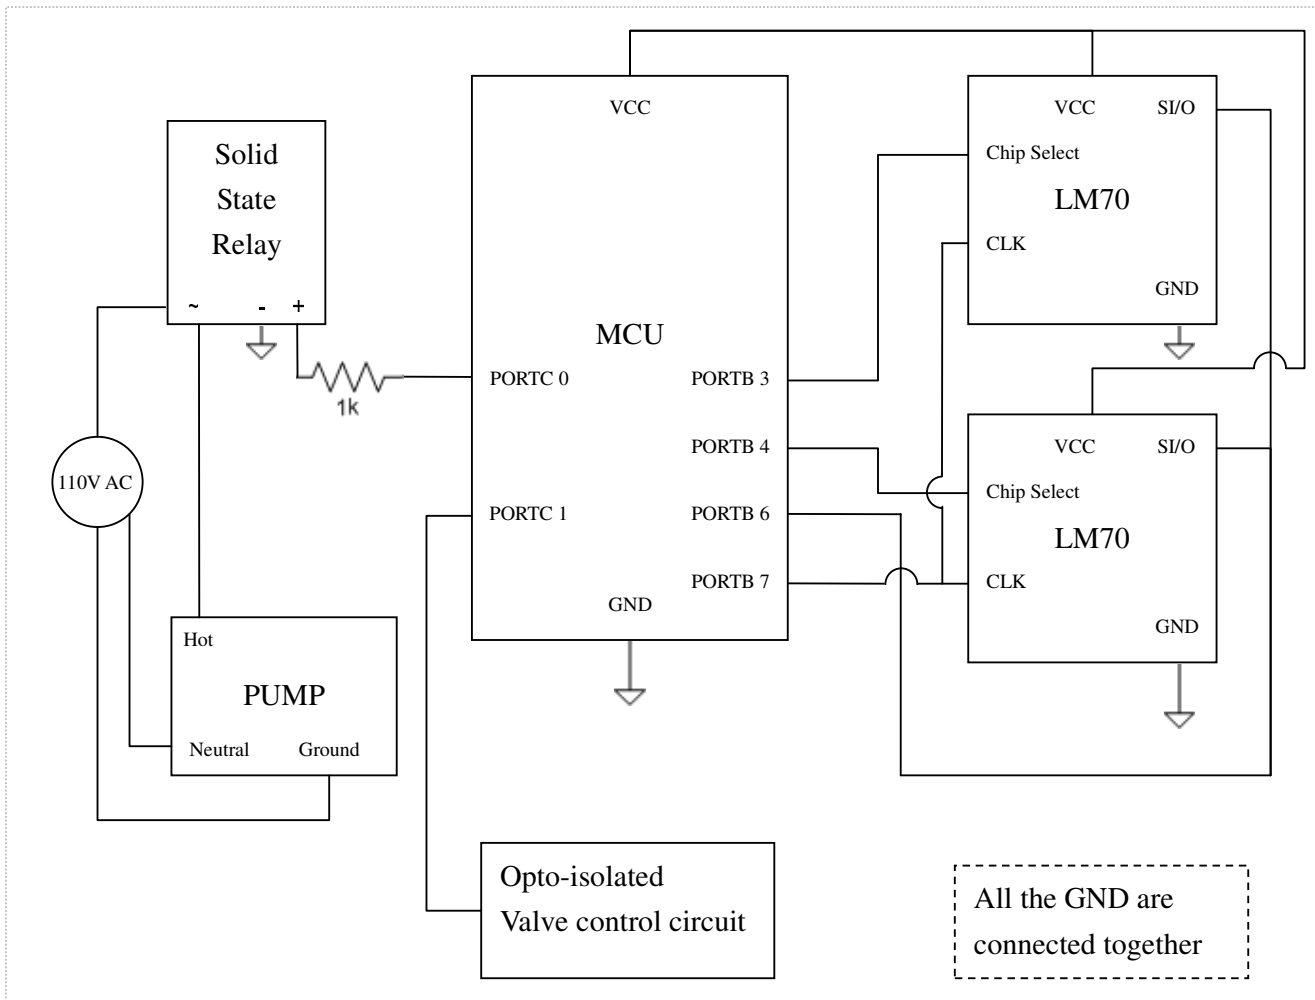 VCC
Solid
State
Relay
~ - +
1k
MCU
PORTC 0
PORTC 1
PORTB 3
PORTB 4
PORTB 6
PORTB 7
GND
VCC SI/O
Chip Select
LM70
CLK
GND
VCC SI/O
Chip Select
LM70
CLK
GND
110V AC
Hot
PUMP
Neutral Ground
Opto-isolated
Valve control circuit
All the GND are
connected together